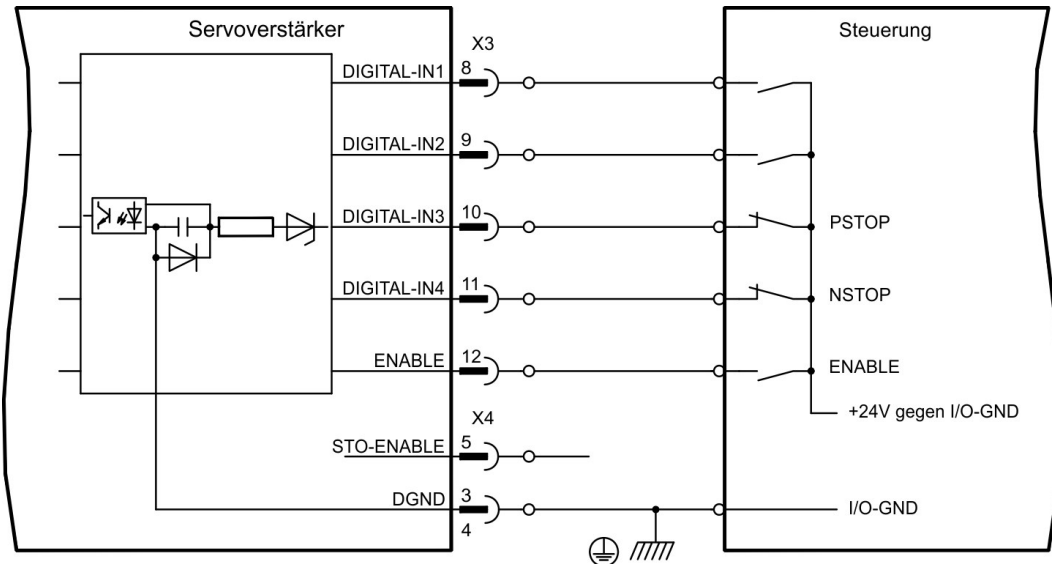 Servoverstärker
Steuerung
X3
DIGITAL-IN1 8
DIGITAL-IN2 9
DIGITAL-IN3 10 PSTOP
DIGITAL-IN4 11 NSTOP
ENABLE 12 ENABLE
+24V gegen I/O-GND
X4
STO-ENABLE 5
DGND 3 I/O-GND
4